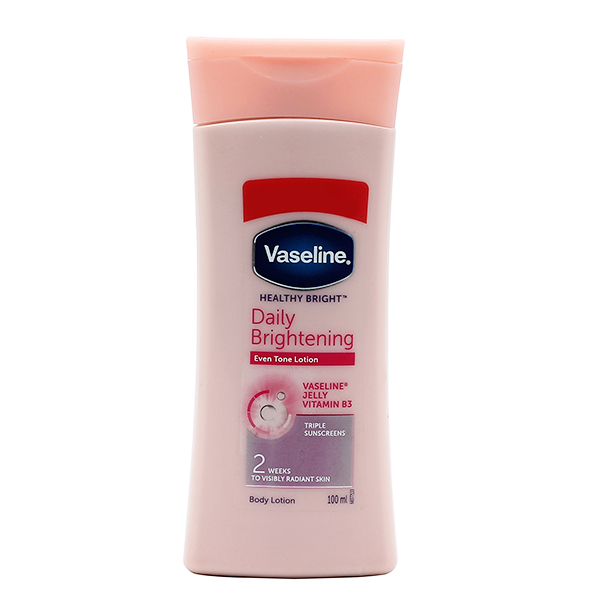 Vaseline.
HEALTHY BRIGHT™
Daily
Brightening
Even Tone Lotion
VASELINE®
JELLY
VITAMIN B3
TRIPLE
SUNSCREENS
2 WEEKS
TO VISIBLY RADIANT SKIN
Body Lotion
100 ml